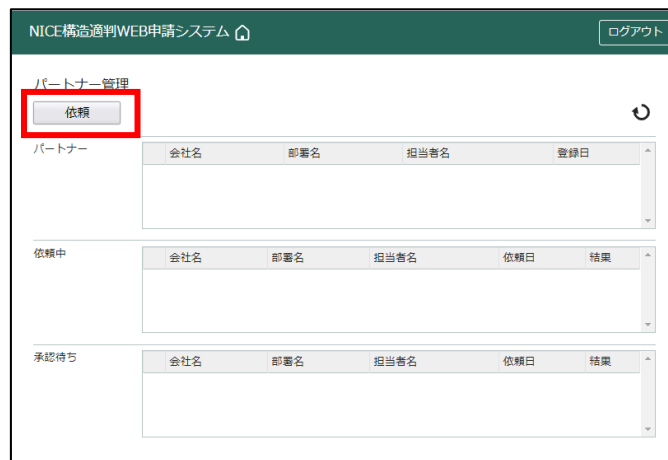 NICE構造適判WEB申請システム ログアウト
パートナー管理
依頼
パートナー 会社名 部署名 担当者名 登録日
依頼中 会社名 部署名 担当者名 依頼日 結果
承認待ち 会社名 部署名 担当者名 依頼日 結果